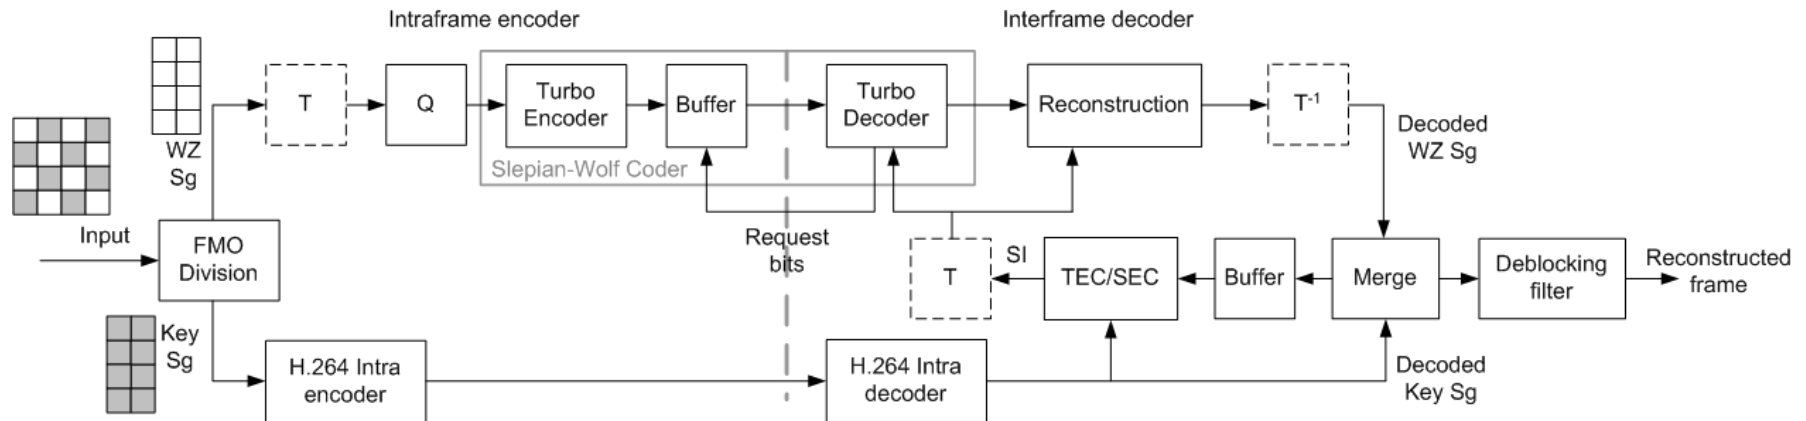 Intraframe encoder
Interframe decoder
WZ
Sg
T
Q
Turbo
Encoder
Buffer
Slepian-Wolf Coder
Turbo
Decoder
Reconstruction
T-1
Decoded
WZ Sg
Input
FMO
Division
Request
bits
T
SI
TEC/SEC
Buffer
Merge
Deblocking
filter
Reconstructed
frame
Key
Sg
H.264 Intra
encoder
H.264 Intra
decoder
Decoded
Key Sg